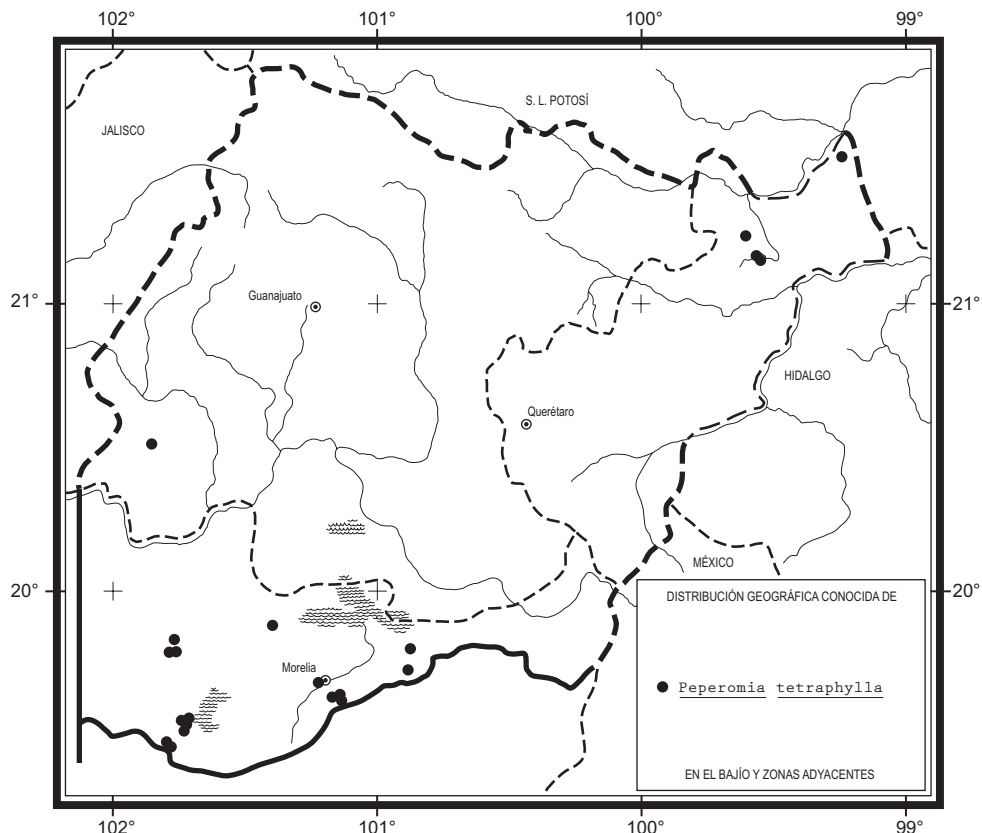 102° 101° 100° 99°
S. L. POTOSÍ
JALISCO
Guanajuato
21° 21°
HIDALGO
Querétaro
MÉXICO
20° 20°
DISTRIBUCIÓN GEOGRÁFICA CONOCIDA DE
Morelia
Peperomia tetraphylla
EN EL BAJÍO Y ZONAS ADYACENTES
102° 101° 100° 99°